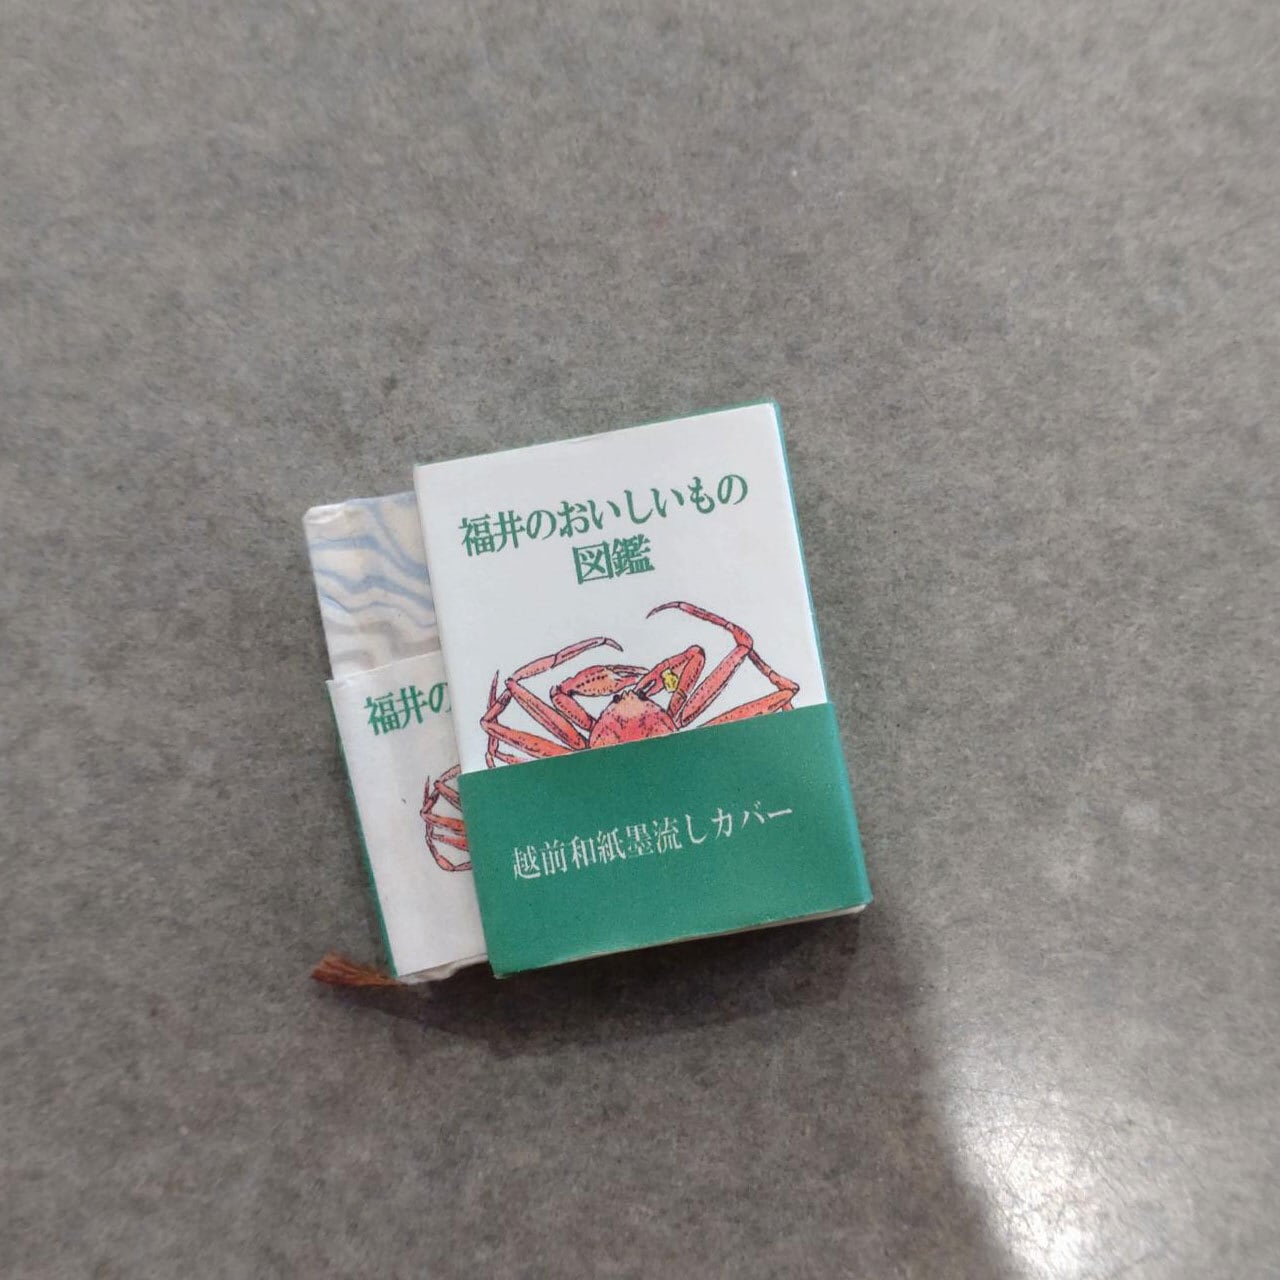 福井のおいしいもの
図鑑
越前和紙墨流しカバー
福井の